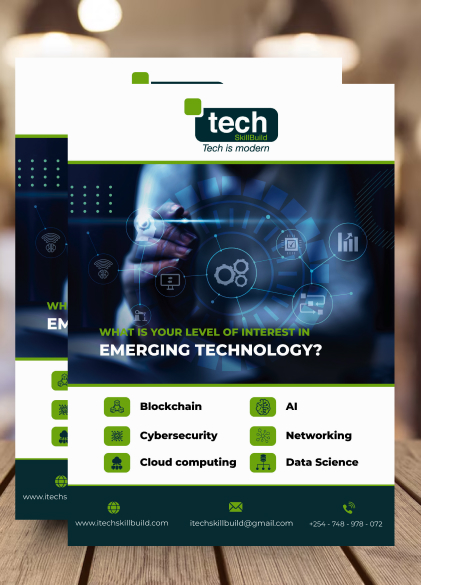 tech
SkillBuild
Tech is modern
WHAT IS YOUR LEVEL OF INTEREST IN
EMERGING TECHNOLOGY?
Blockchain
AI
Cybersecurity
Networking
Cloud computing
Data Science
www.itechskillbuild.com
itechskillbuild@gmail.com
+254 - 748 - 978 - 072
WH
EM
www.itechs